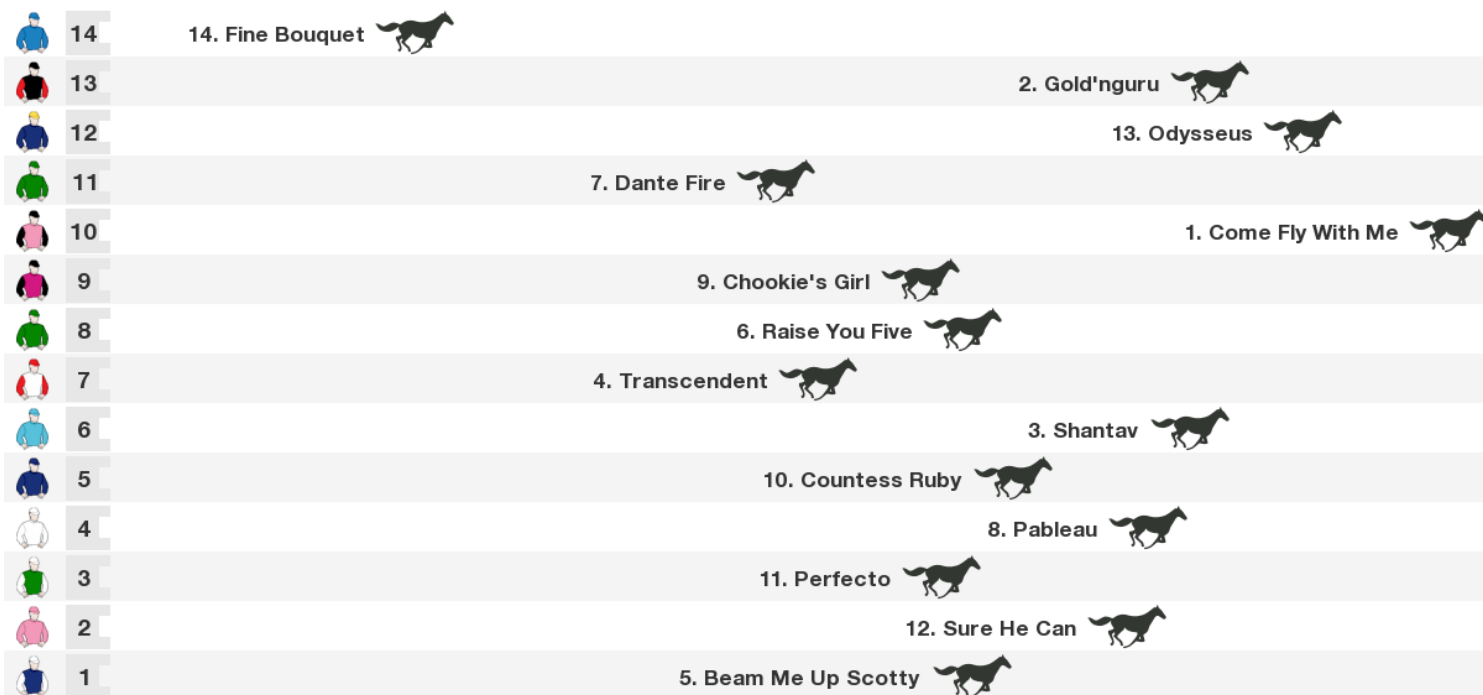 14 14. Fine Bouquet
13 2. Gold'nguru
12 13. Odysseus
11 7. Dante Fire
10 1. Come Fly With Me
9 9. Chookie's Girl
8 6. Raise You Five
7 4. Transcendent
6 3. Shantav
5 10. Countess Ruby
4 8. Pableau
3 11. Perfecto
2 12. Sure He Can
1 5. Beam Me Up Scotty